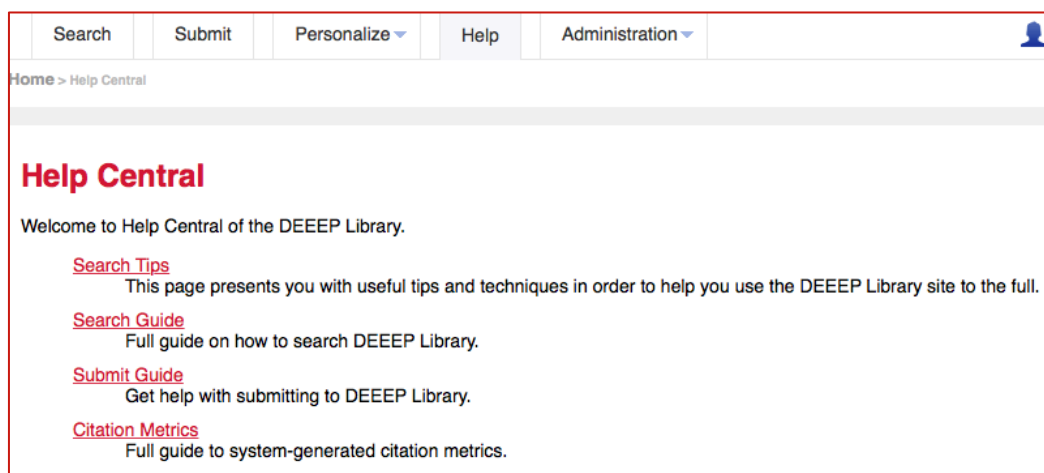 Search Submit Personalize Help Administration
Home > Help Central
Help Central
Welcome to Help Central of the DEEEP Library.
Search Tips
This page presents you with useful tips and techniques in order to help you use the DEEEP Library site to the full.
Search Guide
Full guide on how to search DEEEP Library.
Submit Guide
Get help with submitting to DEEEP Library.
Citation Metrics
Full guide to system-generated citation metrics.